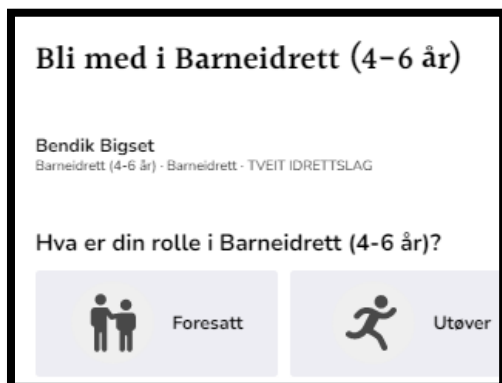 Bli med i Barneidrett (4-6 år)
Bendik Bigset
Barneidrett (4-6 år) - Barneidrett - TVEIT IDRETTSLAG
Hva er din rolle i Barneidrett (4-6 år)?
Foresatt
Utøver